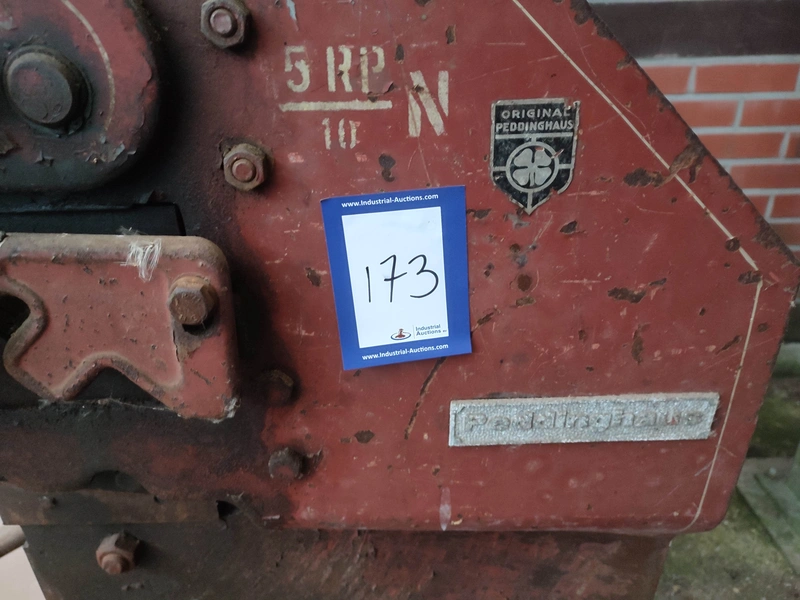 5 RP
10
N
ORIGINAL
PEDDINGHAUS
www.Industrial-Auctions.com
173
Industrial
Auctions
www.Industrial-Auctions.com
Peddinghaus